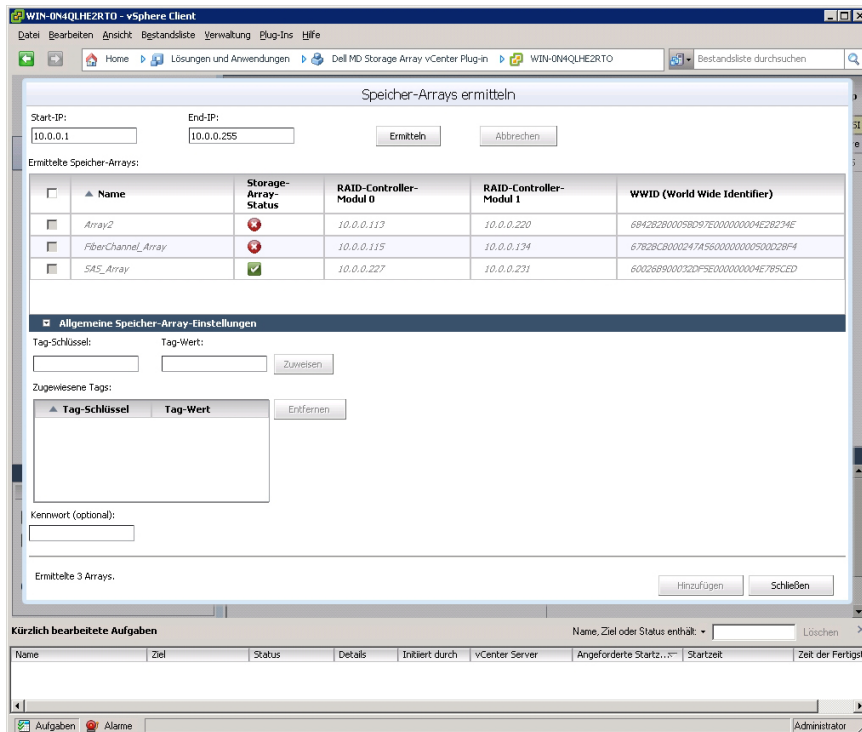 WIN-0N4QLHE2RTO - vSphere Client
Datei Bearbeiten Ansicht Bestandsliste Verwaltung Plug-Ins Hilfe
Home Lösungen und Anwendungen Dell MD Storage Array vCenter Plug-in WIN-0N4QLHE2RTO Bestandsliste durchsuchen
Speicher-Arrays ermitteln
Start-IP: End-IP:
10.0.0.1 10.0.0.255 Ermitteln Abbrechen
Ermittelte Speicher-Arrays:
Name Storage-Array-Status RAID-Controller-Modul 0 RAID-Controller-Modul 1 WWID (World Wide Identifier)
Array2 10.0.0.113 10.0.0.220 684282B00058D97E000000004E28234E
FiberChannel_Array 10.0.0.115 10.0.0.134 67828C8000247A5600000000500D28F4
SAS_Array 10.0.0.227 10.0.0.231 60026B900032DF5E000000004E785CED
Allgemeine Speicher-Array-Einstellungen
Tag-Schlüssel: Tag-Wert:
Zuweisen
Zugewiesene Tags:
Tag-Schlüssel Tag-Wert Entfernen
Kennwort (optional):
Ermittelte 3 Arrays.
Hinzufügen Schließen
Kürzlich bearbeitete Aufgaben Name, Ziel oder Status enthält: Löschen
Name Ziel Status Details Initiiert durch vCenter Server Angeforderte Startz... Startzeit Zeit der Fertigst
Aufgaben Alarme Administrator